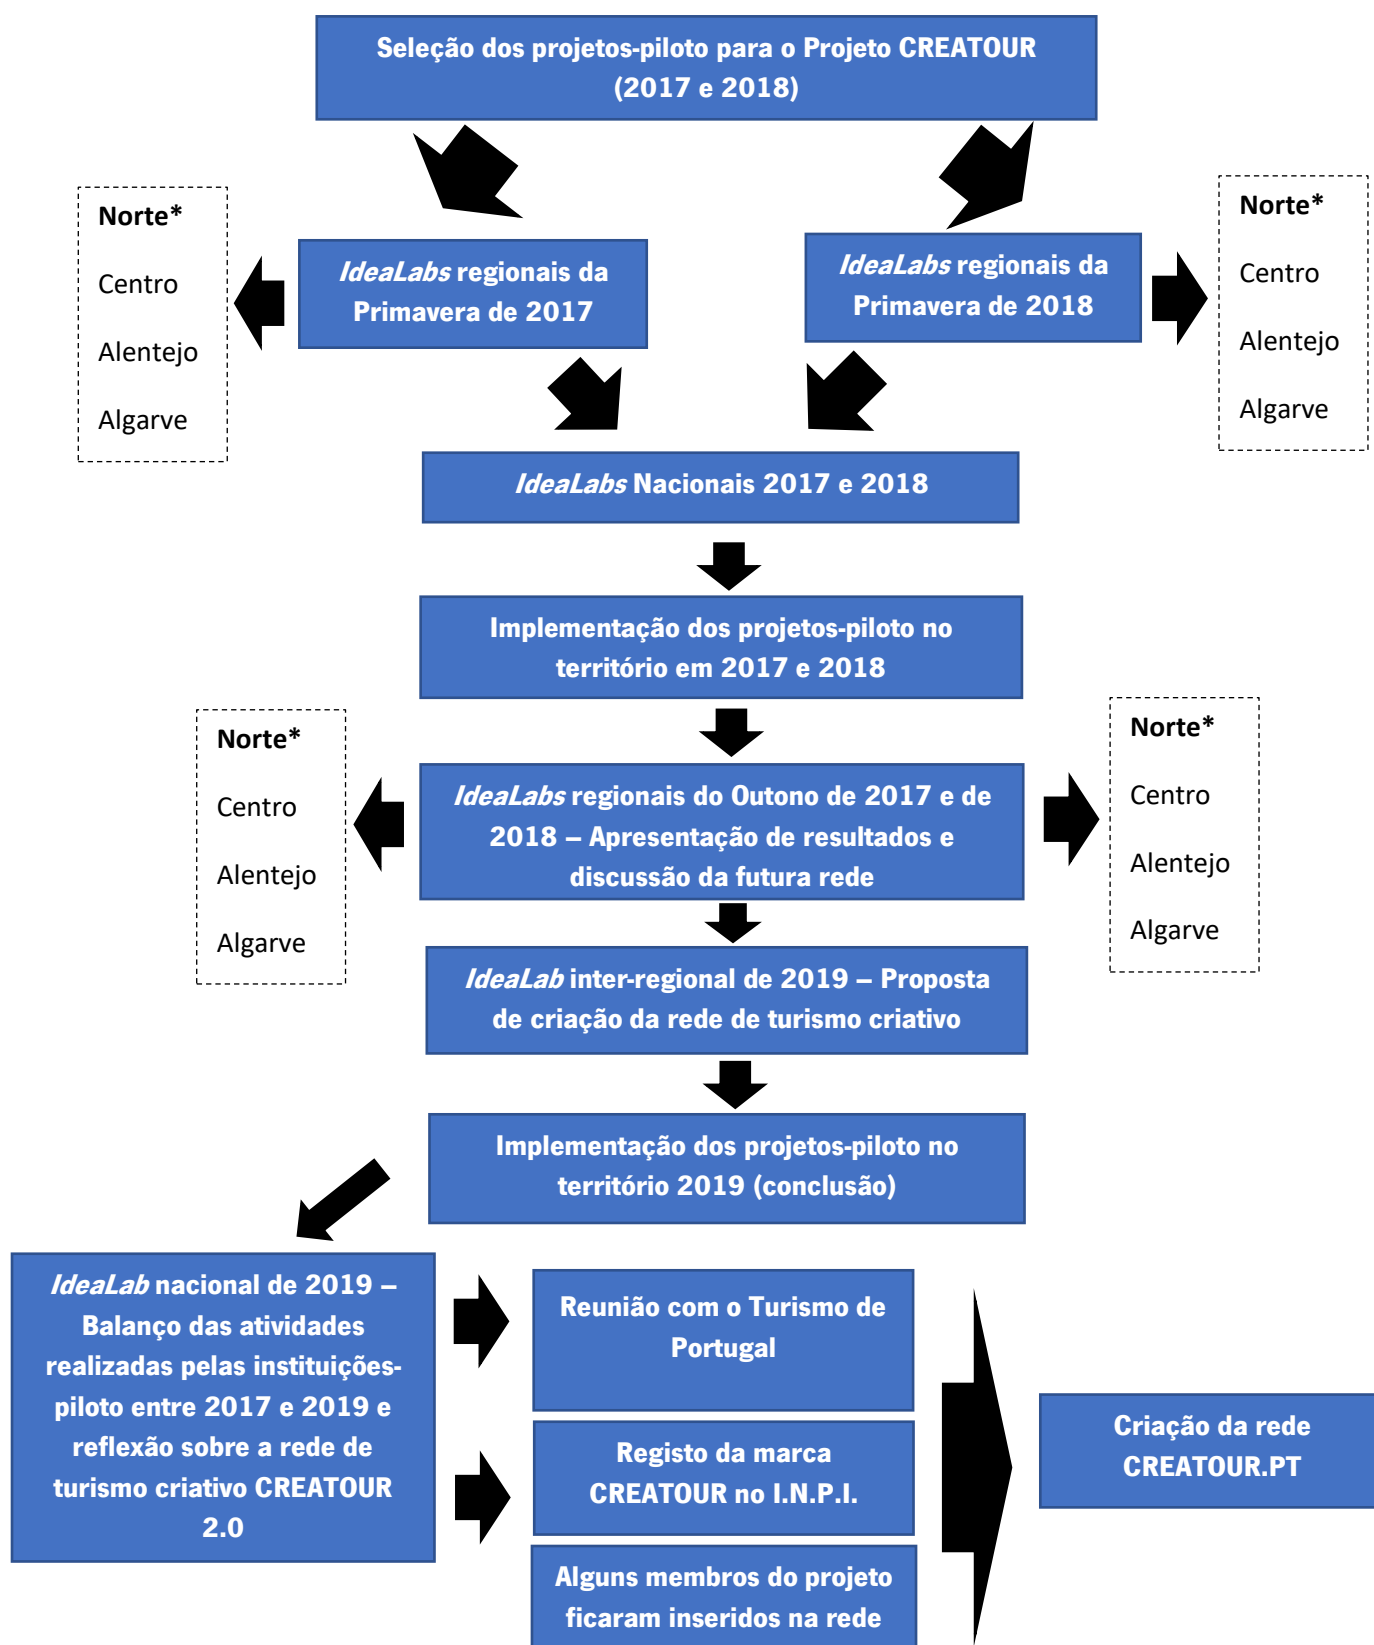 Seleção dos projetos-piloto para o Projeto CREATOUR
(2017 e 2018)
Norte*
Centro
Alentejo
Algarve
IdeaLabs regionais da
Primavera de 2017
IdeaLabs regionais da
Primavera de 2018
Norte*
Centro
Alentejo
Algarve
IdeaLabs Nacionais 2017 e 2018
Implementação dos projetos-piloto no
território em 2017 e 2018
Norte*
Centro
Alentejo
Algarve
IdeaLabs regionais do Outono de 2017 e de
2018 – Apresentação de resultados e
discussão da futura rede
Norte*
Centro
Alentejo
Algarve
IdeaLab inter-regional de 2019 – Proposta
de criação da rede de turismo criativo
Implementação dos projetos-piloto no
território 2019 (conclusão)
IdeaLab nacional de 2019 –
Balanço das atividades
realizadas pelas instituições-
piloto entre 2017 e 2019 e
reflexão sobre a rede de
turismo criativo CREATOUR
2.0
Reunião com o Turismo de
Portugal
Registo da marca
CREATOUR no I.N.P.I.
Alguns membros do projeto
ficaram inseridos na rede
Criação da rede
CREATOUR.PT